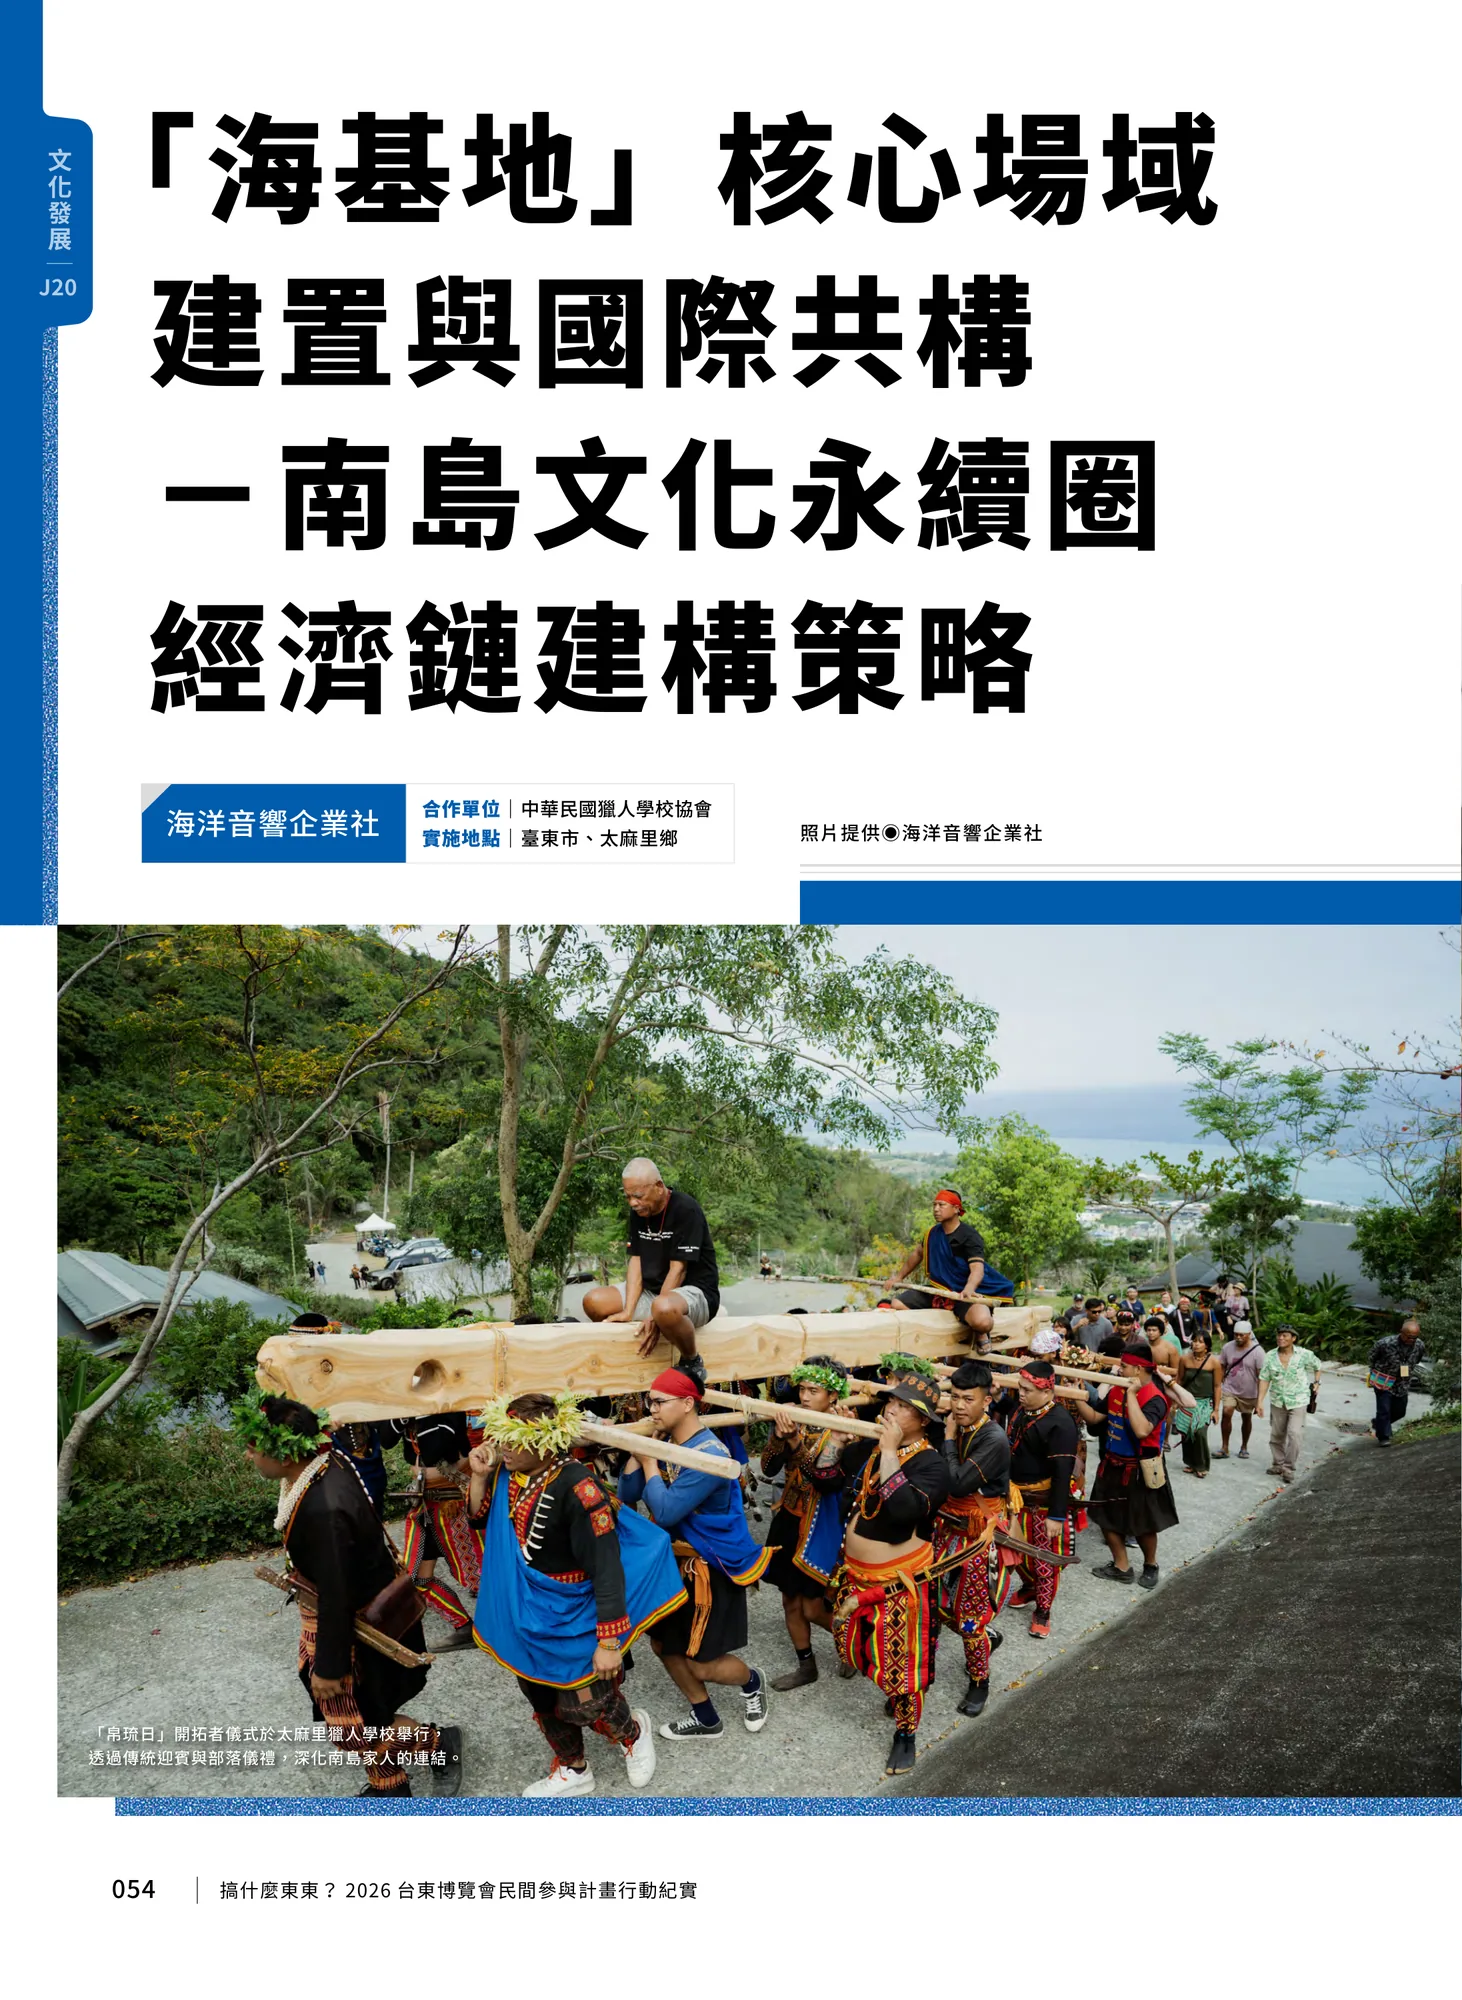 文化發展
J20
「海基地」核心場域
建置與國際共構
－南島文化永續圈
經濟鏈建構策略
海洋音響企業社
合作單位｜中華民國獵人學校協會
實施地點｜臺東市、太麻里鄉
照片提供◉海洋音響企業社
「帛琉日」開拓者儀式於太麻里獵人學校舉行，
透過傳統迎賓與部落儀禮，深化南島家人的連結。
054
搞什麼東東？2026 台東博覽會民間參與計畫行動紀實